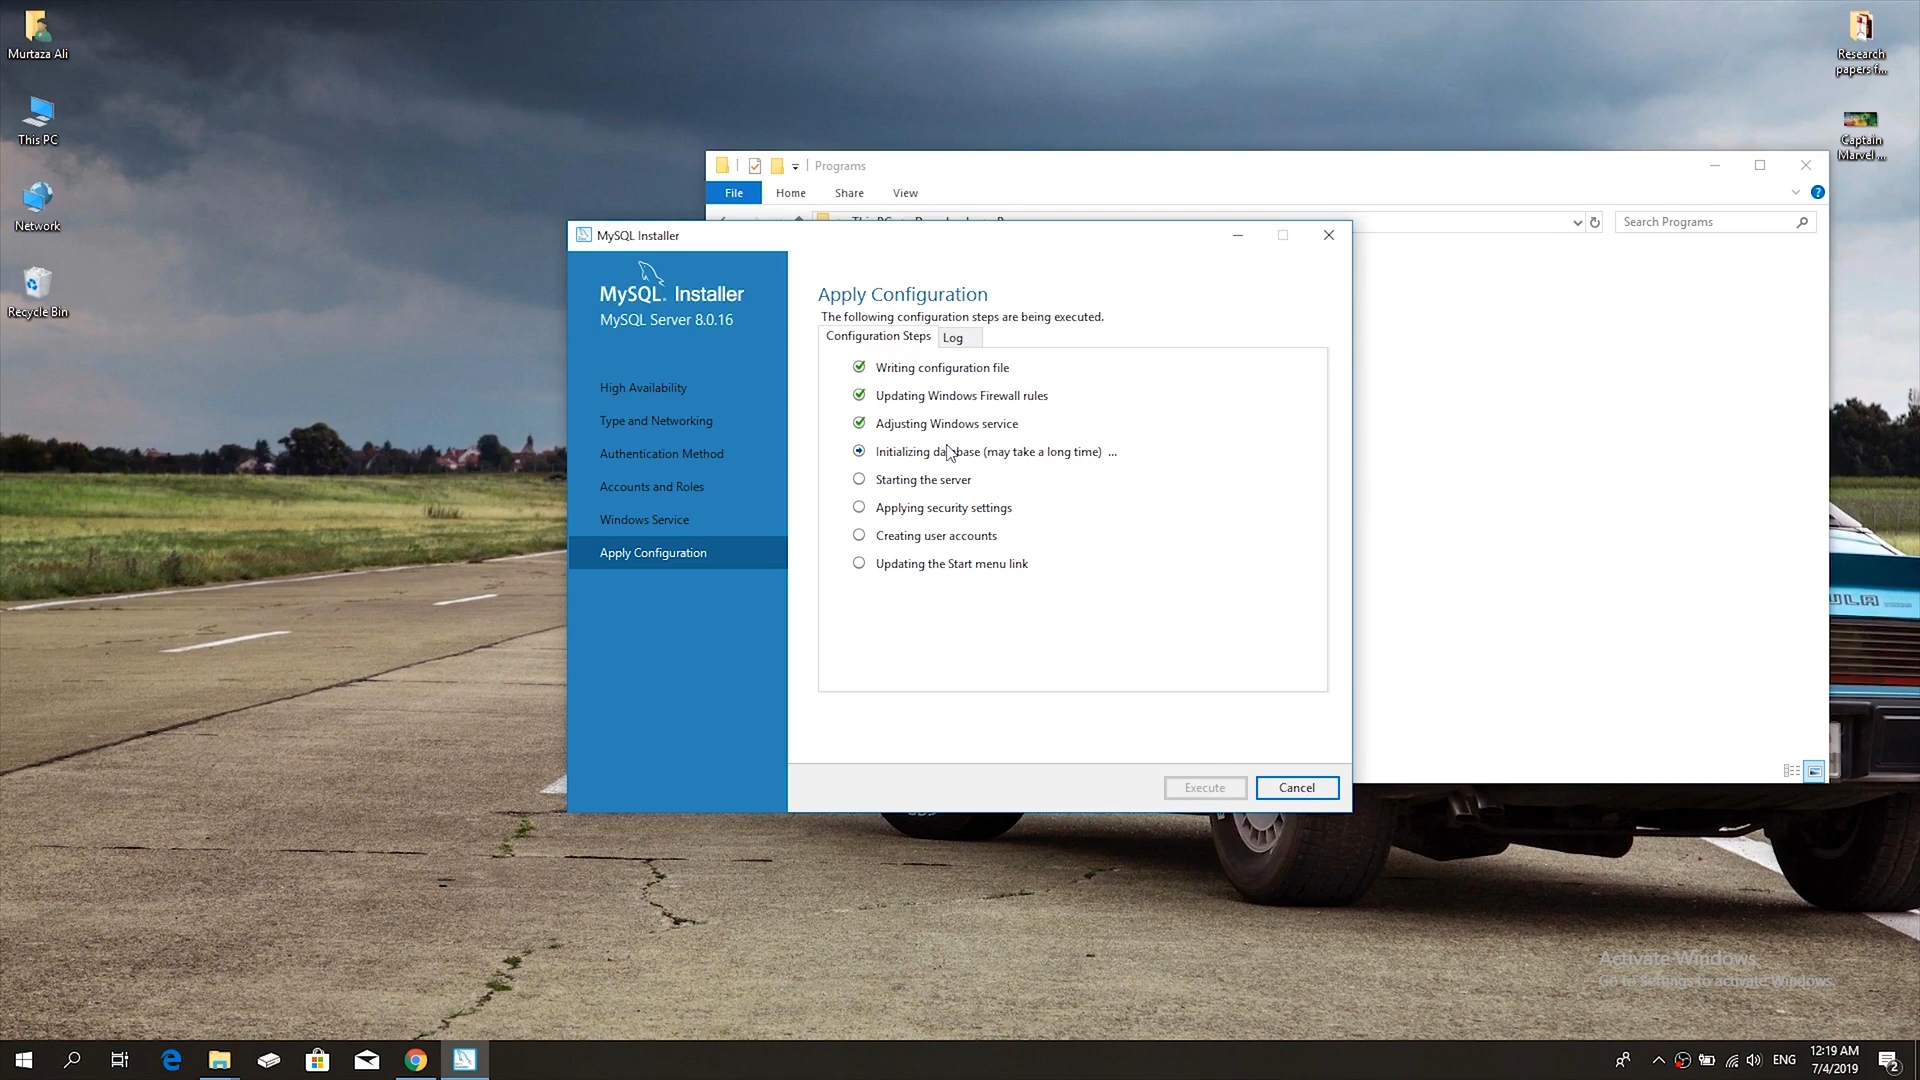 Murtaza Ali
This PC
Network
Recycle Bin
Research
papers f...
Captain
Marvel ...
Programs
File
Home
Share
View
Search Programs
MySQL Installer
MySQL Installer
MySQL Server 8.0.16
High Availability
Type and Networking
Authentication Method
Accounts and Roles
Windows Service
Apply Configuration
Apply Configuration
The following configuration steps are being executed.
Configuration Steps
Log
Writing configuration file
Updating Windows Firewall rules
Adjusting Windows service
Initializing database (may take a long time) ...
Starting the server
Applying security settings
Creating user accounts
Updating the Start menu link
Execute
Cancel
Activate Windows
Go to Settings to activate Windows.
ENG
12:19 AM
7/4/2019
2